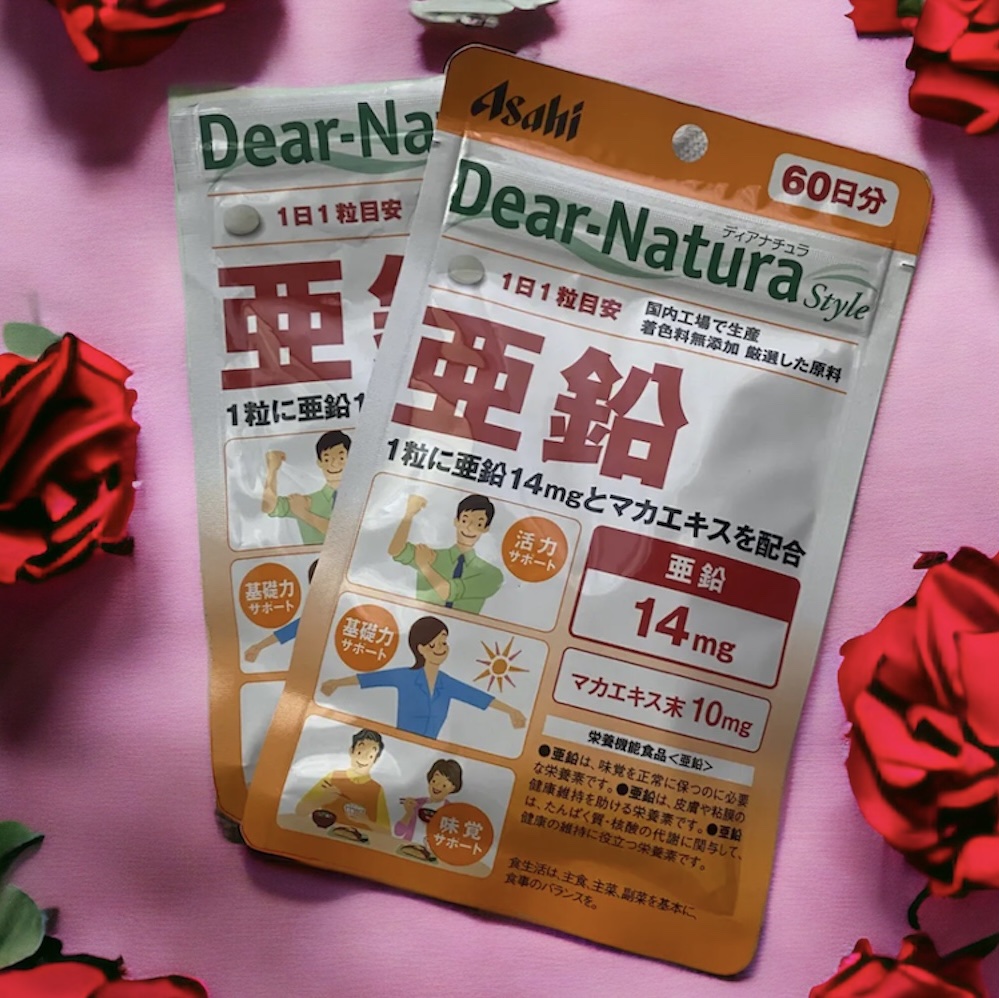 Asahi
60日分
Dear-Natura
ディアナチュラ
Style
1日1粒目安
国内工場で生産
着色料無添加 厳選した原料
亜鉛
1粒に亜鉛14mgとマカエキスを配合
活力
サポート
基礎力
サポート
味覚
サポート
亜鉛
14mg
マカエキス末 10mg
栄養機能食品<亜鉛>
●亜鉛は、味覚を正常に保つのに必要
な栄養素です。●亜鉛は、皮膚や粘膜の
健康維持を助ける栄養素です。●亜鉛
は、たんぱく質・核酸の代謝に関与して、
健康の維持に役立つ栄養素です。
食生活は、主食、主菜、副菜を基本に、
食事のバランスを。
Dear-Na
1日1粒目安
亜
1粒に亜鉛1
基礎力
サポート